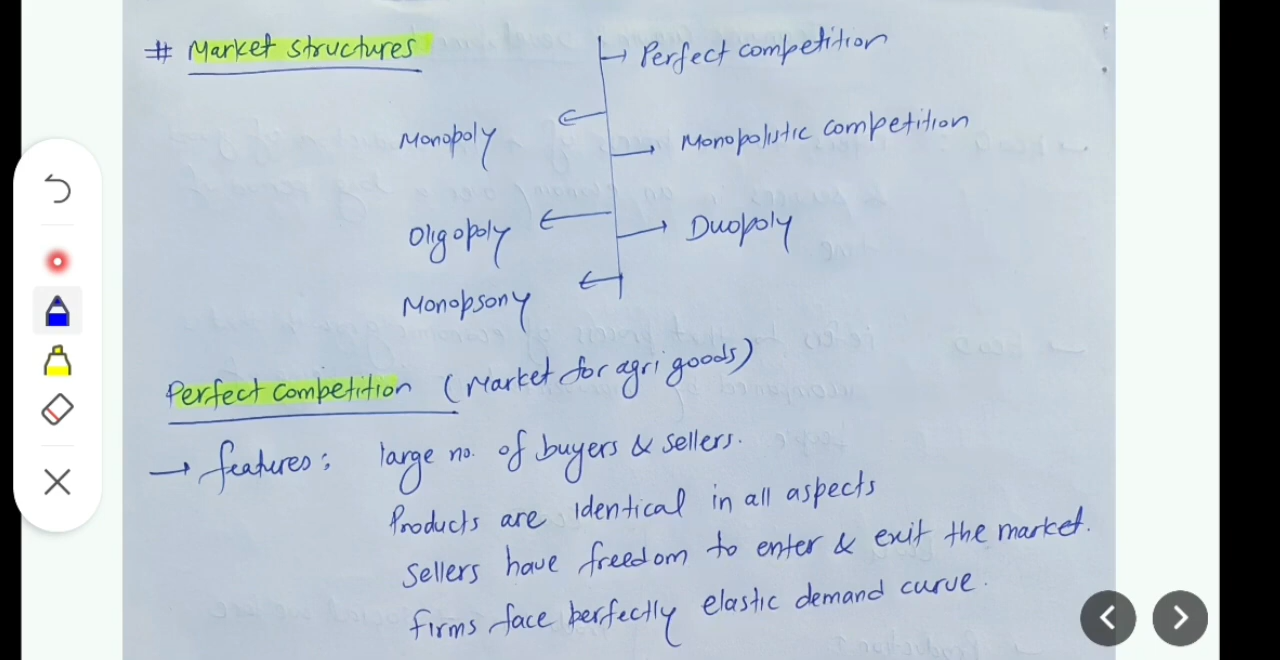 # Market structures
Perfect competition
Monopoly
Monopolistic competition
Oligopoly
Duopoly
Monopsony
Perfect competition (Market for agri goods)
→ features: large no. of buyers & sellers.
Products are identical in all aspects
Sellers have freedom to enter & exit the market.
firms face perfectly elastic demand curve.